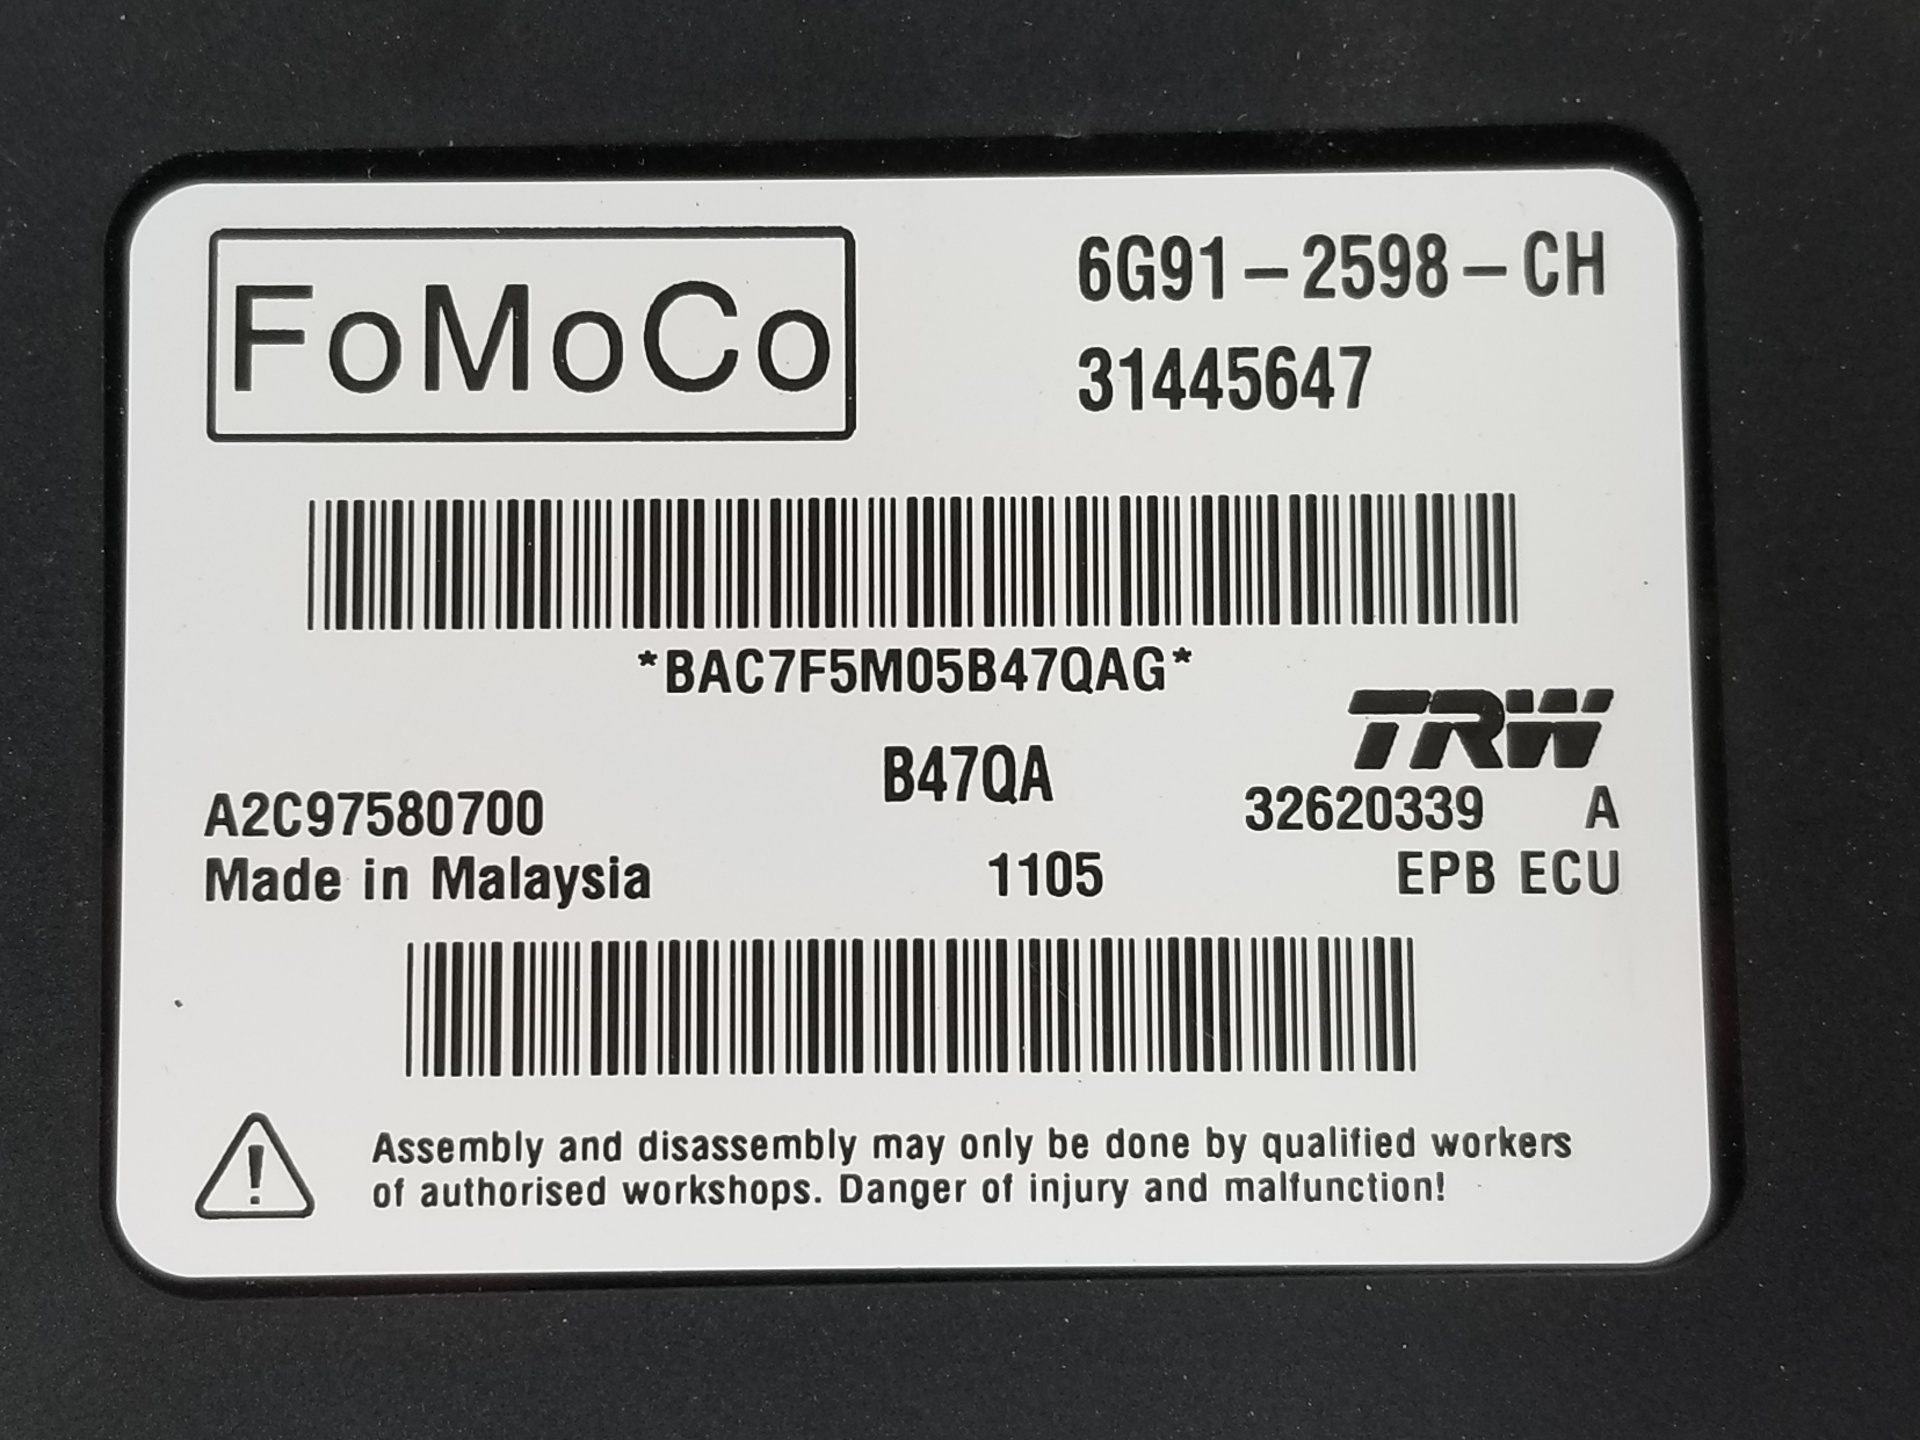 FoMoCo
6G91-2598-CH
31445647
*BAC7F5M05B47QAG*
TRW
B47QA
A2C97580700
32620339 A
Made in Malaysia
1105
EPB ECU
Assembly and disassembly may only be done by qualified workers
of authorised workshops. Danger of injury and malfunction!